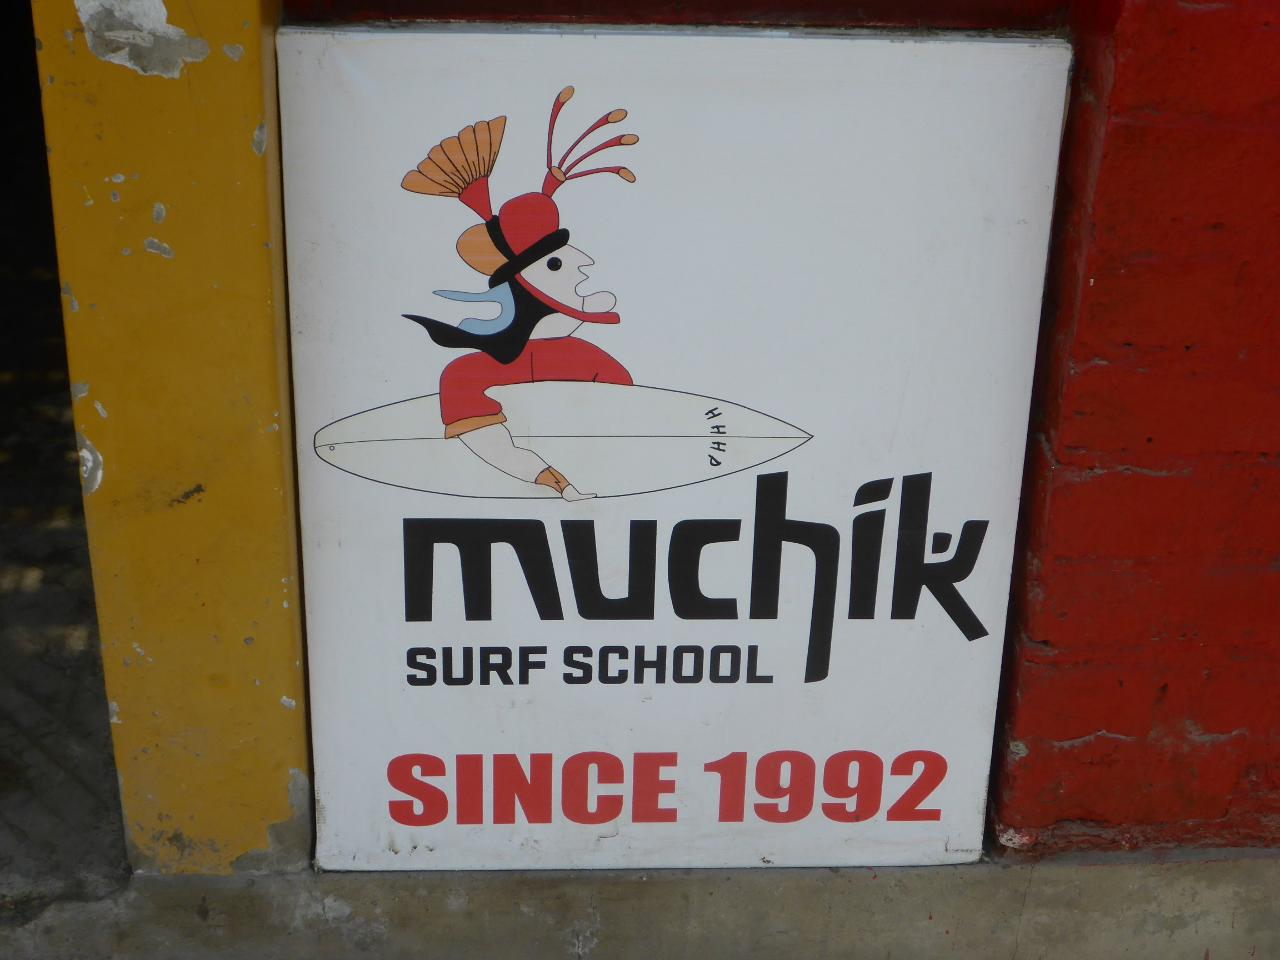 muchik
SURF SCHOOL
SINCE 1992